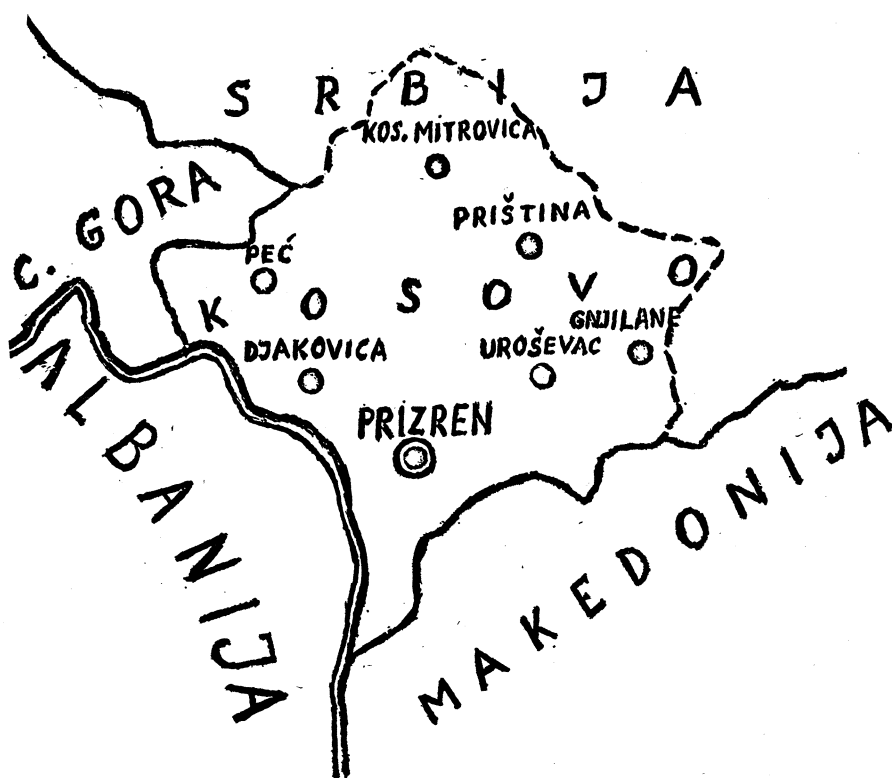 SRBIJA
KOS. MITROVICA
C. GORA
PRIŠTINA
PEĆ
KOSOVO
GNJILANE
DJAKOVICA
UROŠEVAC
ALBANIJA
PRIZREN
MAKEDONIJA